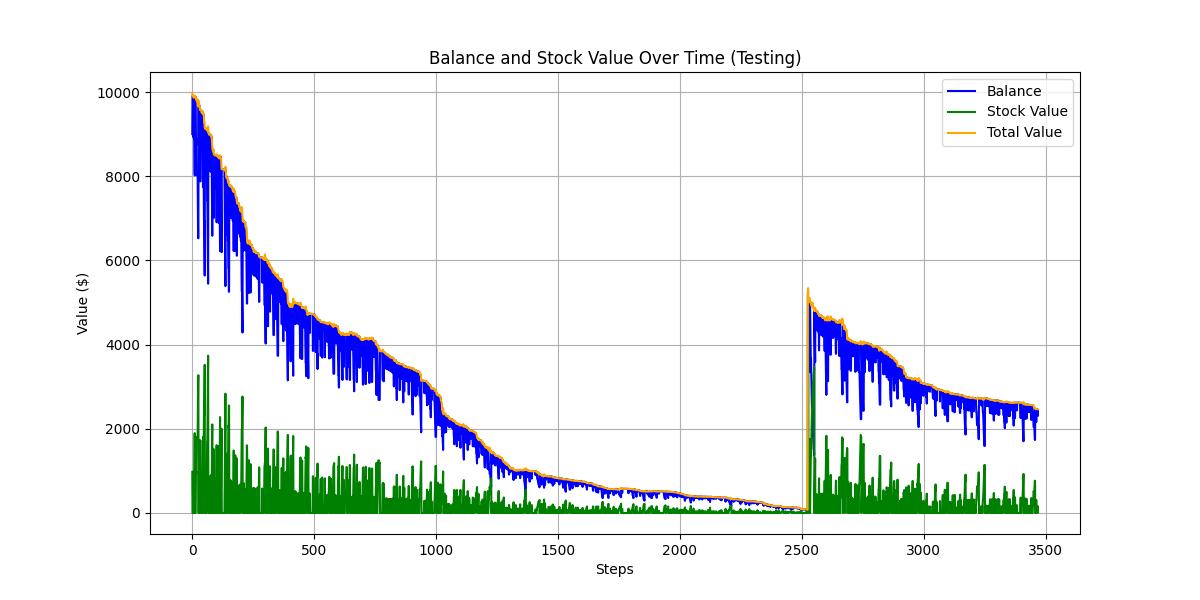 Balance and Stock Value Over Time (Testing)
Value ($)
10000
8000
6000
4000
2000
0
Balance
Stock Value
Total Value
0
500
1000
1500
2000
2500
3000
3500
Steps